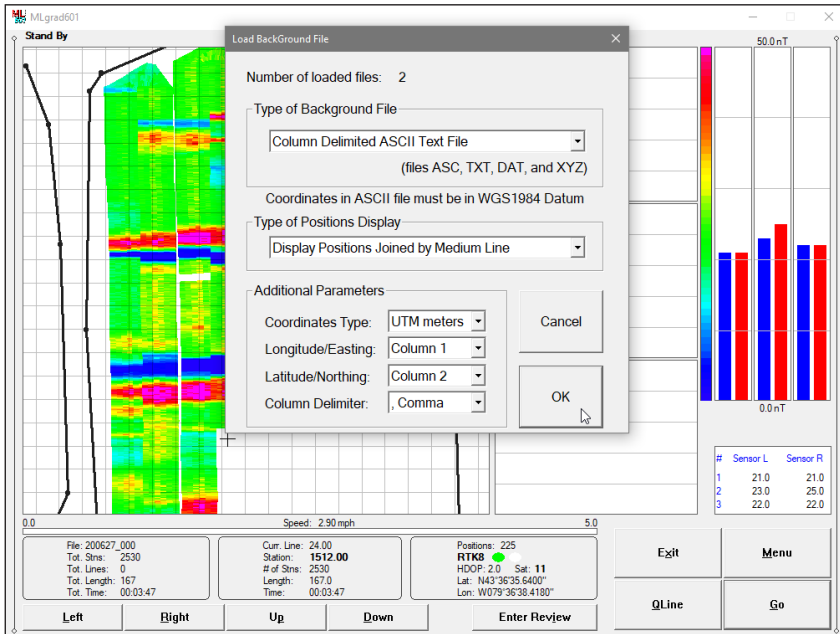 MLgrad601
Stand By
Load BackGround File
Number of loaded files: 2
Type of Background File
Column Delimited ASCII Text File
(files ASC, TXT, DAT, and XYZ)
Coordinates in ASCII file must be in WGS1984 Datum
Type of Positions Display
Display Positions Joined by Medium Line
Additional Parameters
Coordinates Type: UTM meters
Longitude/Easting: Column 1
Latitude/Northing: Column 2
Column Delimiter: , Comma
Cancel
OK
50.0 nT
0.0 nT
# Sensor L Sensor R
1 21.0 21.0
2 23.0 25.0
3 22.0 22.0
0.0 Speed: 2.90 mph 5.0
File: 200627_000
Tot. Stns: 2530
Tot. Lines: 0
Tot. Length: 167
Tot. Time: 00:03:47
Curr. Line: 24.00
Station: 1512.00
# of Stns: 2530
Length: 167.0
Time: 00:03:47
Positions: 225
RTK8
HDOP: 2.0 Sat: 11
Lat: N43°36'35.6400"
Lon: W079°36'38.4180"
Exit
Menu
QLine
Go
Left
Right
Up
Down
Enter Review